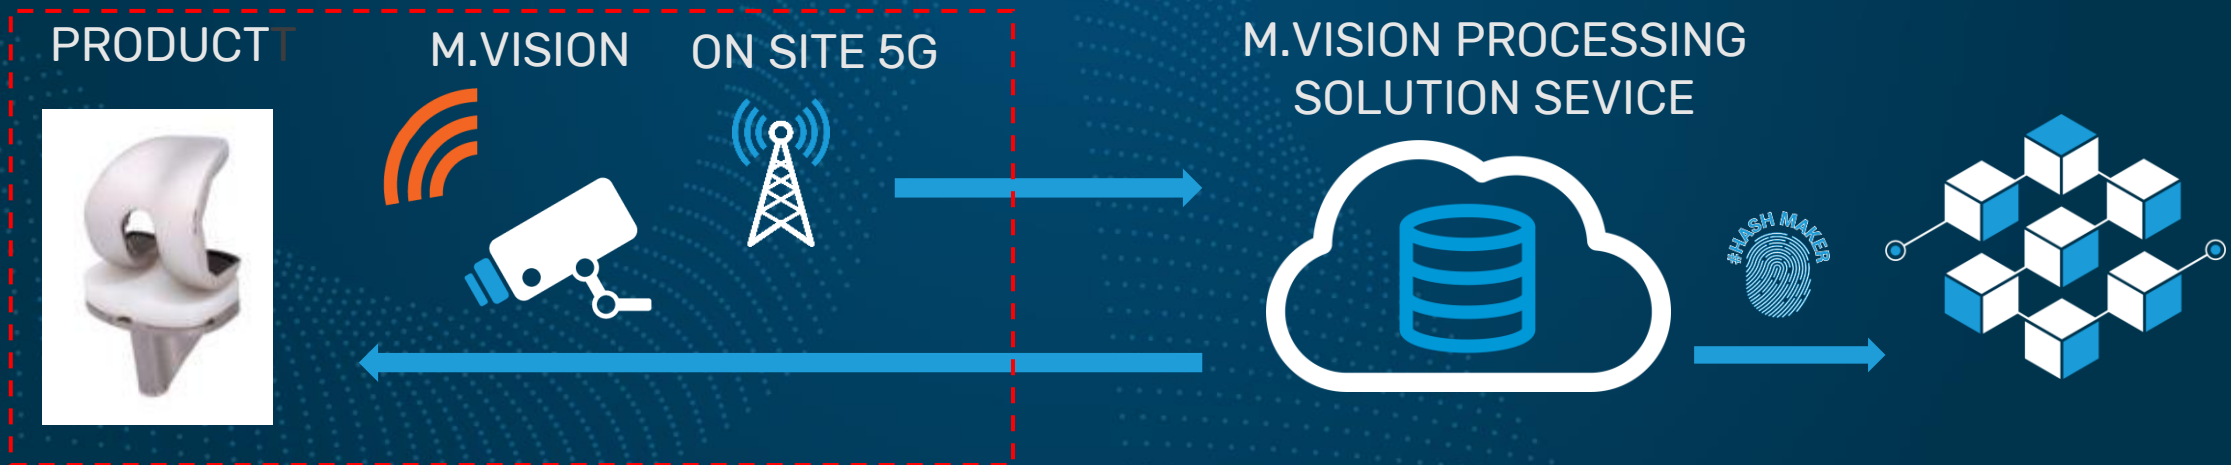 PRODUCTT
M.VISION
ON SITE 5G
M.VISION PROCESSING
SOLUTION SEVICE
#HASH MAKER